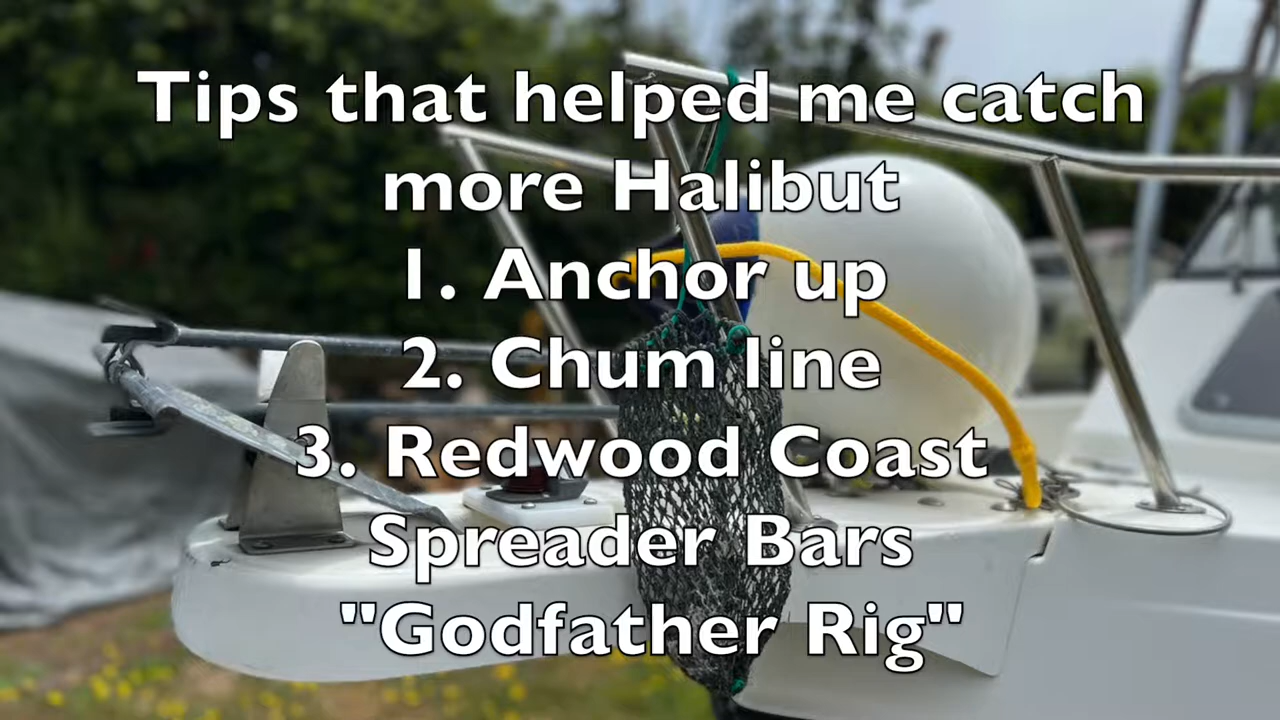 Tips that helped me catch
more Halibut
1. Anchor up
2. Chum line
3. Redwood Coast
Spreader Bars
"Godfather Rig"